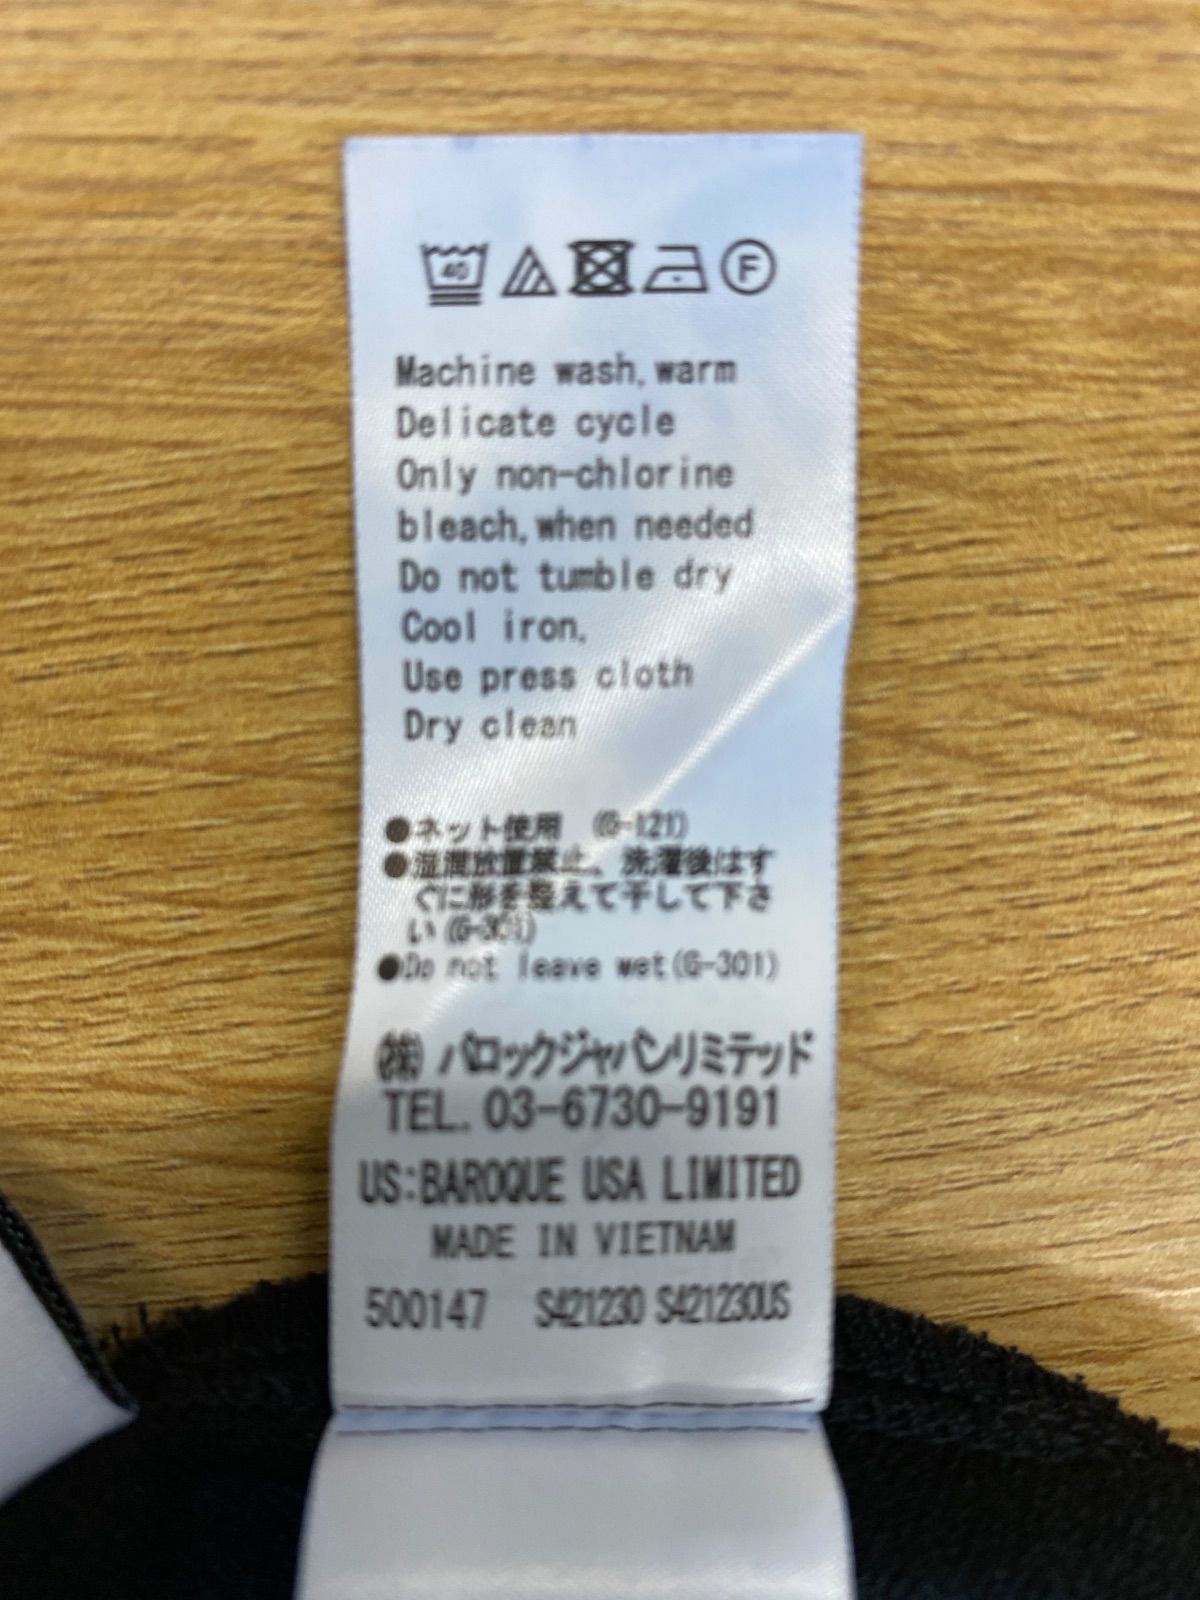 40
F
Machine wash,warm
Delicate cycle
Only non-chlorine
bleach,when needed
Do not tumble dry
Cool iron,
Use press cloth
Dry clean
●ネット使用 (G-121)
●湿潤放置禁止、洗濯後はす
ぐに形を整えて干して下さ
い(G-301)
●Do not leave wet(G-301)
(株) バロックジャパンリミテッド
TEL. 03-6730-9191
US:BAROQUE USA LIMITED
MADE IN VIETNAM
500147 S421230 S421230US